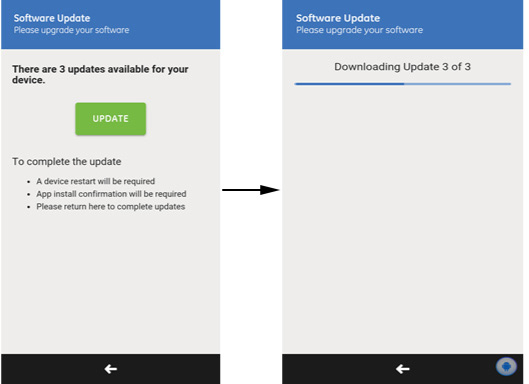 Software Update
Please upgrade your software
There are 3 updates available for your
device.
UPDATE
To complete the update
• A device restart will be required
• App install confirmation will be required
• Please return here to complete updates
Software Update
Please upgrade your software
Downloading Update 3 of 3